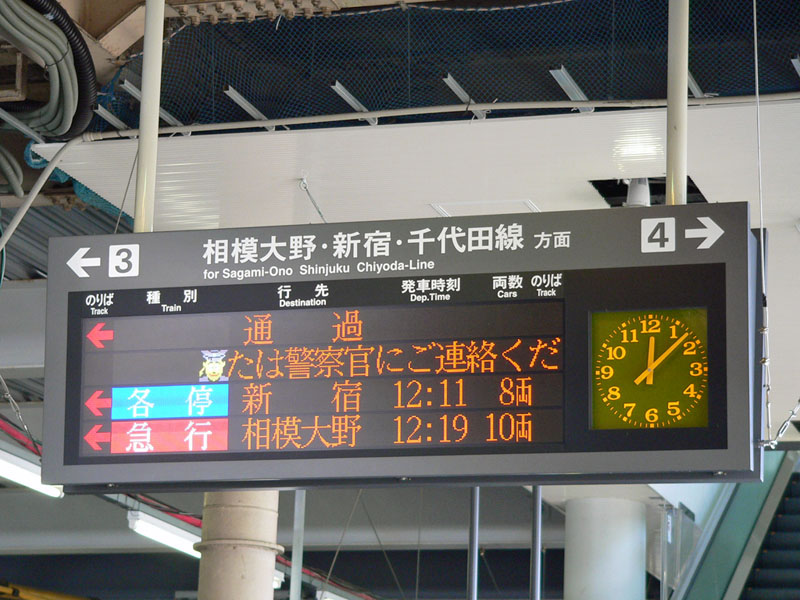 ← 3 相模大野・新宿・千代田線 方面 4 →
for Sagami-Ono Shinjuku Chiyoda-Line
のりば 種別 行先 発車時刻 両数 のりば
Track Train Destination Dep.Time Cars Track
← 通過
たは警察官にご連絡くだ
← 各停 新宿 12:11 8両
← 急行 相模大野 12:19 10両
12 1 2 3 4 5 6 7 8 9 10 11